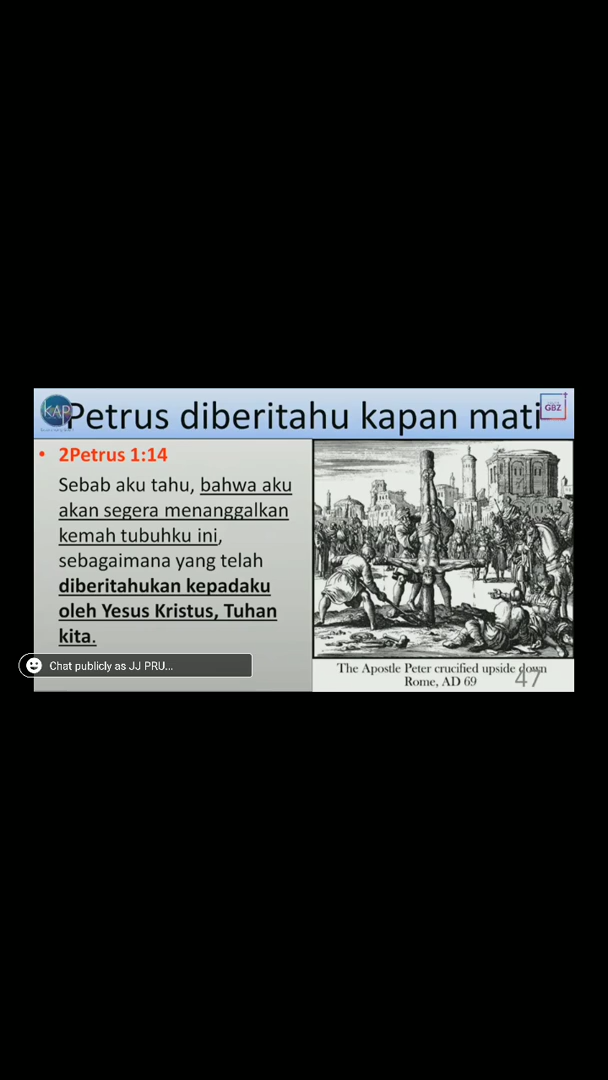 KAP
Petrus diberitahu kapan mati
GBZ
• 2Petrus 1:14
Sebab aku tahu, bahwa aku
akan segera menanggalkan
kemah tubuhku ini,
sebagaimana yang telah
diberitahukan kepadaku
oleh Yesus Kristus, Tuhan
kita.
Chat publicly as JJ PRU...
The Apostle Peter crucified upside down
Rome, AD 69
47